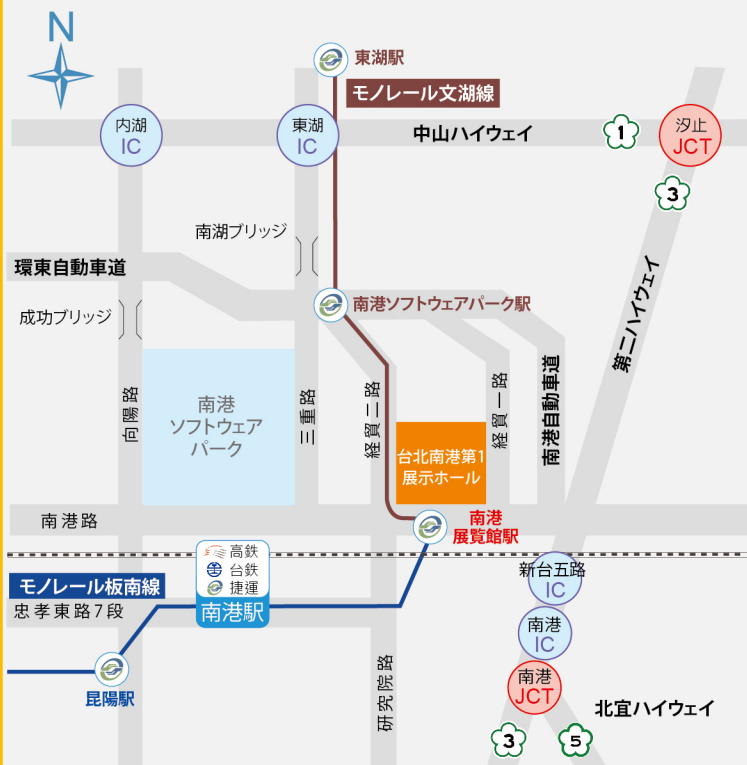 N
東湖駅
モノレール文湖線
内湖
IC
東湖
IC
中山ハイウェイ
1
汐止
JCT
3
南湖ブリッジ
環東自動車道
成功ブリッジ
南港ソフトウェアパーク駅
第二ハイウェイ
向陽路
南港
ソフトウェア
パーク
三重路
経貿二路
経貿一路
南港自動車道
台北南港第1
展示ホール
南港路
南港
展覧館駅
高鉄
台鉄
捷運
南港駅
新台五路
IC
モノレール板南線
忠孝東路7段
南港
IC
昆陽駅
研究院路
南港
JCT
北宜ハイウェイ
3
5